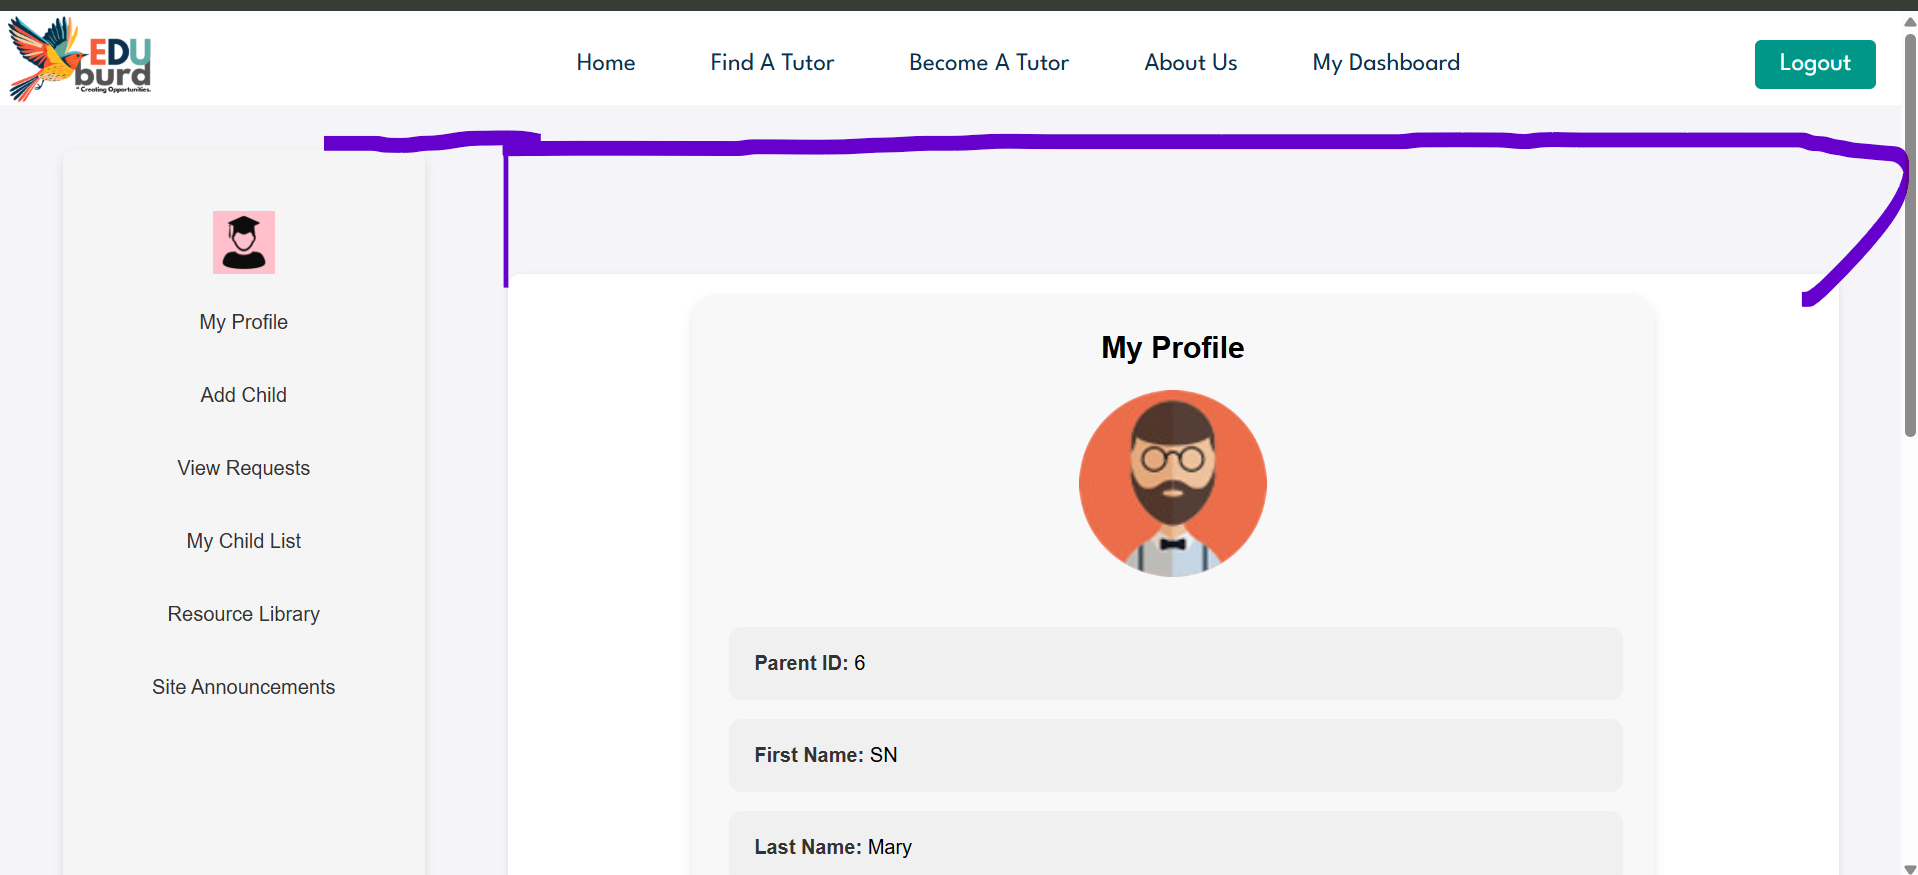 EDU
burd
Creating Opportunities.
Home Find A Tutor Become A Tutor About Us My Dashboard Logout
My Profile
Add Child
View Requests
My Child List
Resource Library
Site Announcements
My Profile
Parent ID: 6
First Name: SN
Last Name: Mary